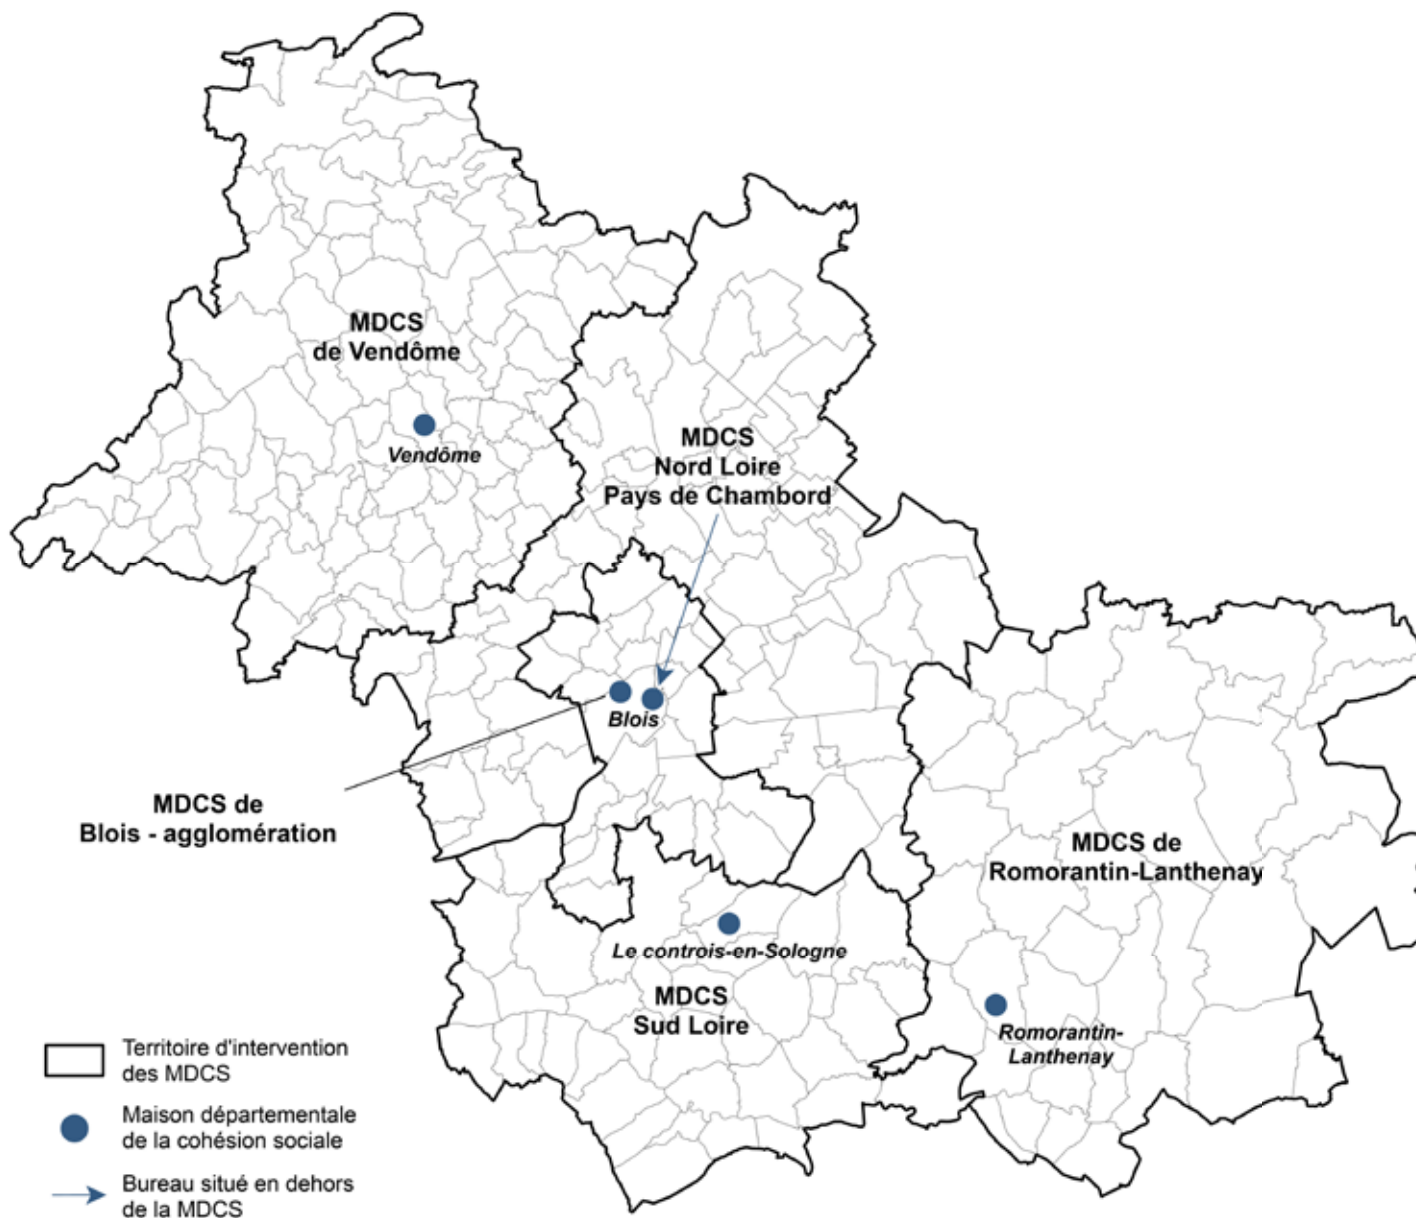 MDCS
de Vendôme
Vendôme
MDCS
Nord Loire
Pays de Chambord
Blois
MDCS de
Blois - agglomération
MDCS de
Romorantin-Lanthenay
Le controis-en-Sologne
MDCS
Sud Loire
Romorantin-
Lanthenay
Territoire d'intervention
des MDCS
Maison départementale
de la cohésion sociale
Bureau situé en dehors
de la MDCS